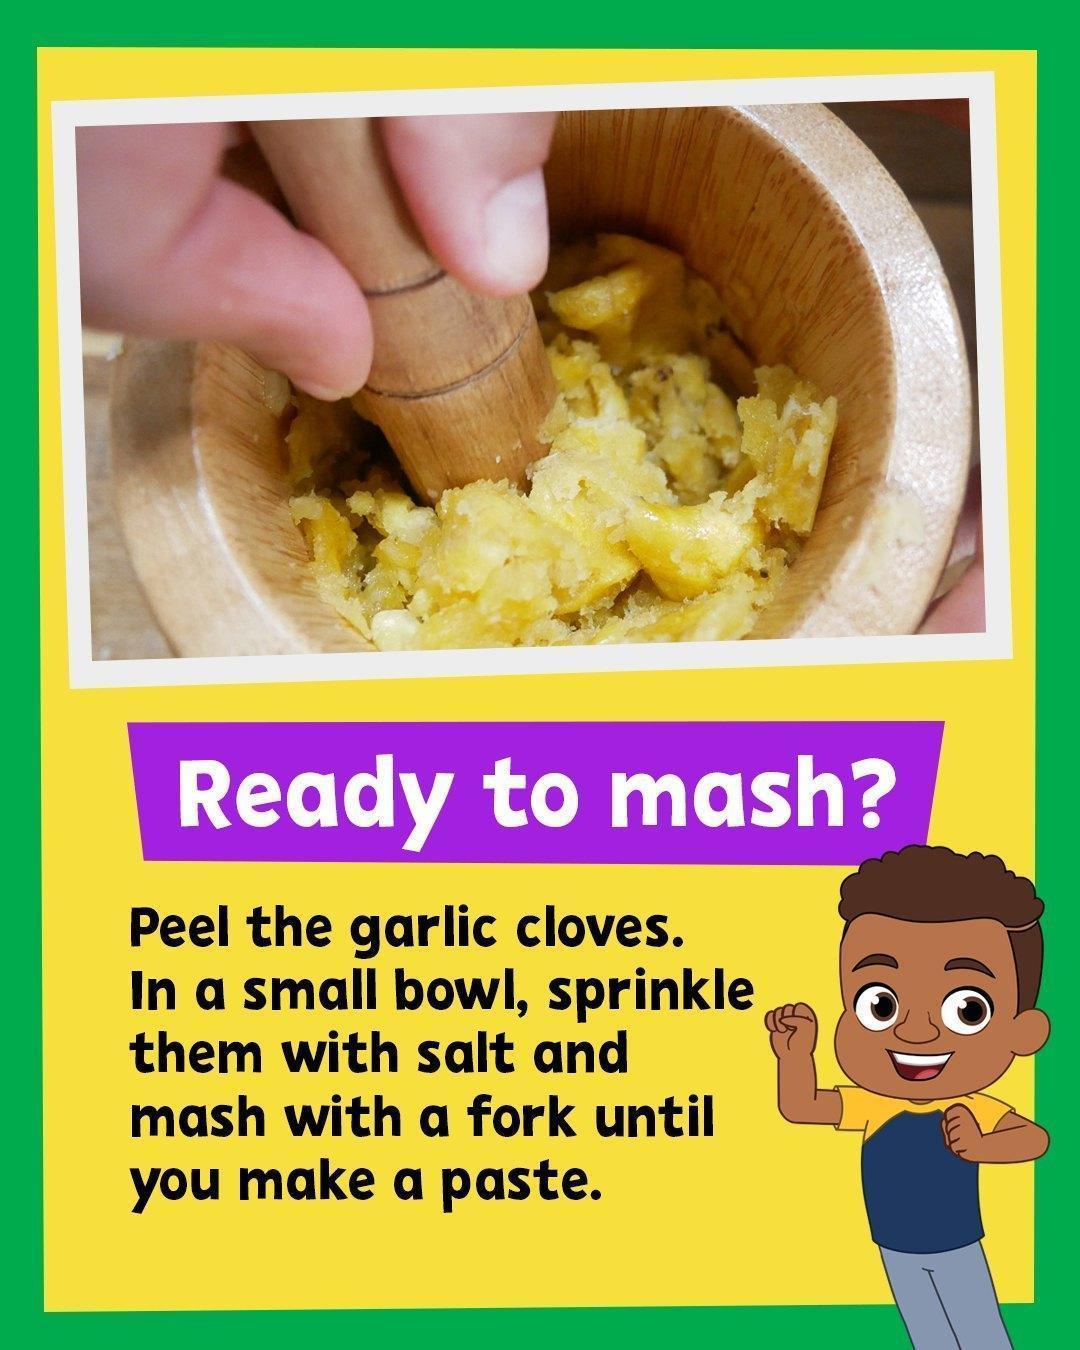 Ready to mash?
Peel the garlic cloves.
In a small bowl, sprinkle
them with salt and
mash with a fork until
you make a paste.